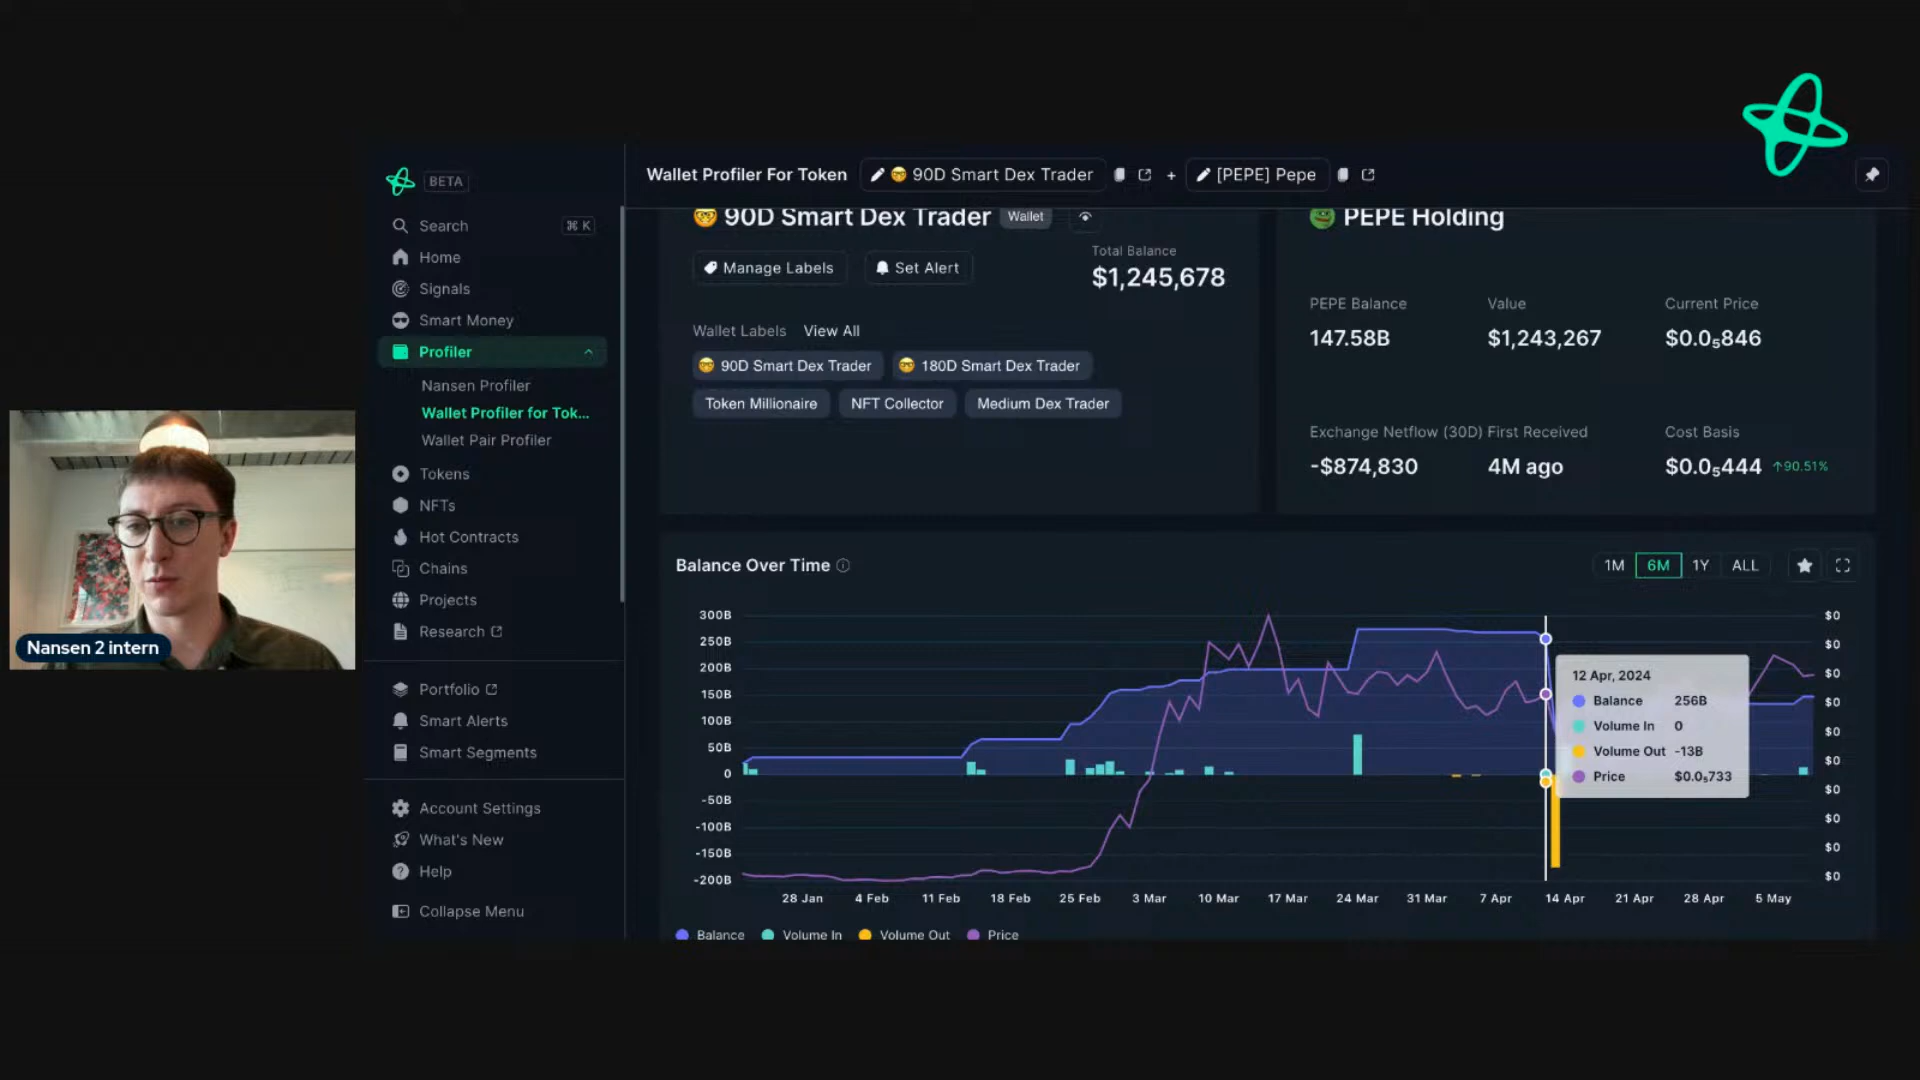 BETA
Search
⌘ K
Home
Signals
Smart Money
Profiler
Nansen Profiler
Wallet Profiler for Tok...
Wallet Pair Profiler
Tokens
NFTs
Hot Contracts
Chains
Projects
Research
Portfolio
Smart Alerts
Smart Segments
Account Settings
What's New
Help
Collapse Menu
Nansen 2 intern
Wallet Profiler For Token
90D Smart Dex Trader
+
[PEPE] Pepe
90D Smart Dex Trader
Wallet
Manage Labels
Set Alert
Total Balance
$1,245,678
Wallet Labels
View All
90D Smart Dex Trader
180D Smart Dex Trader
Token Millionaire
NFT Collector
Medium Dex Trader
PEPE Holding
PEPE Balance
Value
Current Price
147.58B
$1,243,267
$0.0₅846
Exchange Netflow (30D)
First Received
Cost Basis
-$874,830
4M ago
$0.0₅444
↑90.51%
Balance Over Time
1M
6M
1Y
ALL
300B
250B
200B
150B
100B
50B
0
-50B
-100B
-150B
-200B
$0
$0
$0
$0
$0
$0
$0
$0
$0
$0
12 Apr, 2024
Balance 256B
Volume In 0
Volume Out -13B
Price $0.0₅733
28 Jan
4 Feb
11 Feb
18 Feb
25 Feb
3 Mar
10 Mar
17 Mar
24 Mar
31 Mar
7 Apr
14 Apr
21 Apr
28 Apr
5 May
Balance
Volume In
Volume Out
Price